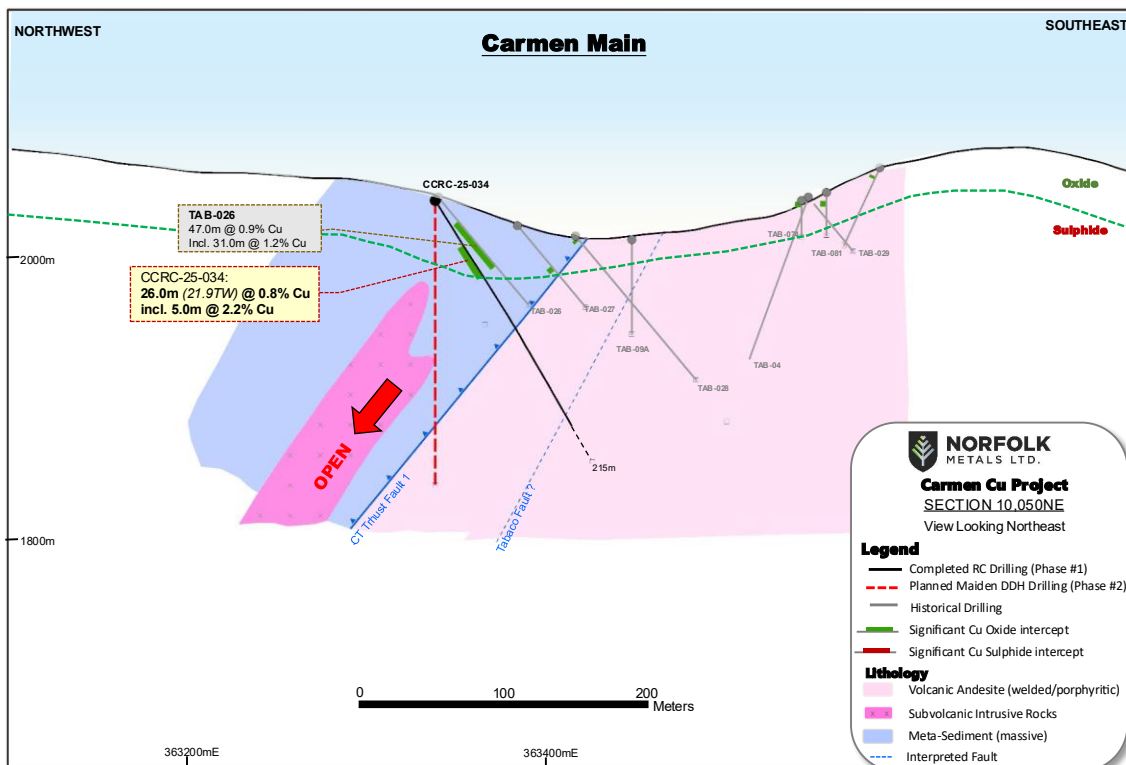 NORTHWEST
SOUTHEAST
Carmen Main
CCRC-25-034
TAB-026
47.0m @ 0.9% Cu
Incl. 31.0m @ 1.2% Cu
CCRC-25-034:
26.0m (21.9TW) @ 0.8% Cu
incl. 5.0m @ 2.2% Cu
Oxide
Sulphide
2000m
1800m
TAB-026
TAB-027
TAB-09A
TAB-028
TAB-04
TAB-074
TAB-081
TAB-029
OPEN
CT Trhust Fault 1
Tabaco Fault ?
215m
0
100
200
Meters
363200mE
363400mE
NORFOLK
METALS LTD.
Carmen Cu Project
SECTION 10,050NE
View Looking Northeast
Legend
Completed RC Drilling (Phase #1)
Planned Maiden DDH Drilling (Phase #2)
Historical Drilling
Significant Cu Oxide intercept
Significant Cu Sulphide intercept
Lithology
Volcanic Andesite (welded/porphyritic)
Subvolcanic Intrusive Rocks
Meta-Sediment (massive)
Interpreted Fault